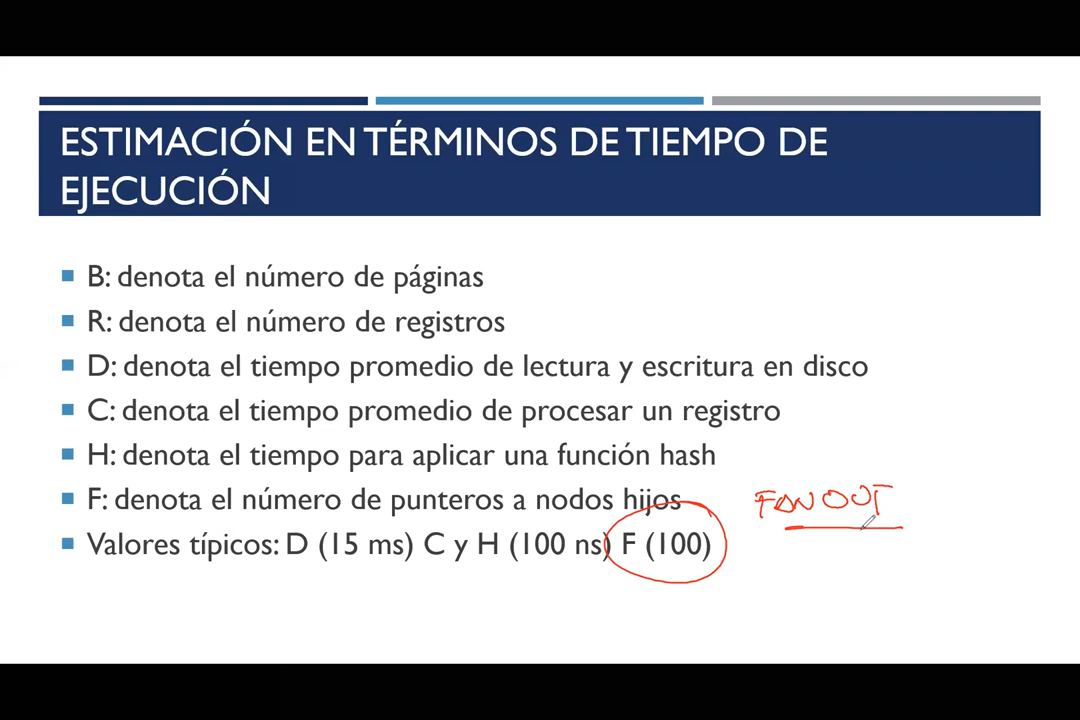 ESTIMACIÓN EN TÉRMINOS DE TIEMPO DE
EJECUCIÓN
B: denota el número de páginas
R: denota el número de registros
D: denota el tiempo promedio de lectura y escritura en disco
C: denota el tiempo promedio de procesar un registro
H: denota el tiempo para aplicar una función hash
F: denota el número de punteros a nodos hijos
FAN OUT
Valores típicos: D (15 ms) C y H (100 ns) F (100)